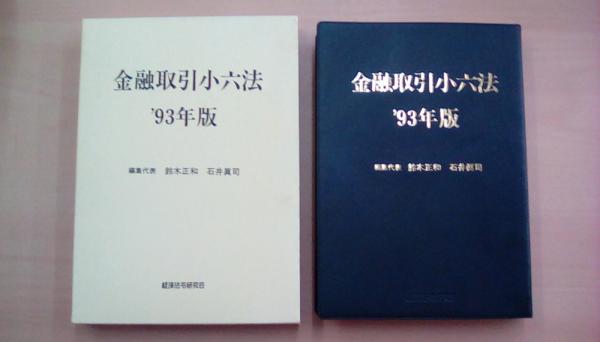 金融取引小六法
'93年版
編集代表 鈴木正和 石井眞司
経済法令研究会
金融取引小六法
'93年版
編集代表 鈴木正和 石井眞司